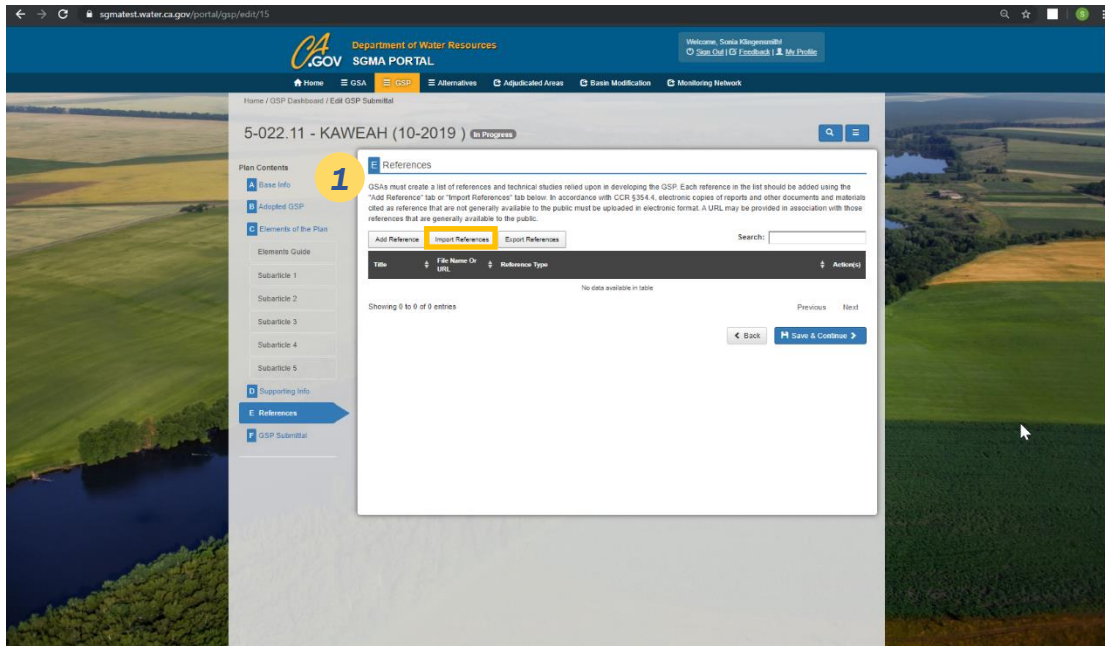 sgmatest.water.ca.gov/portal/gsp/edit/15
S
CA.GOV
Department of Water Resources
SGMA PORTAL
Welcome, Sonia Klingensmith!
Sign Out | Feedback | My Profile
Home GSA GSP Alternatives Adjudicated Areas Basin Modification Monitoring Network
Home / GSP Dashboard / Edit GSP Submittal
5-022.11 - KAWEAH (10-2019 ) In Progress
Plan Contents
A Base Info
B Adopted GSP
C Elements of the Plan
Elements Guide
Subarticle 1
Subarticle 2
Subarticle 3
Subarticle 4
Subarticle 5
D Supporting Info
E References
F GSP Submittal
1
E References
GSAs must create a list of references and technical studies relied upon in developing the GSP. Each reference in the list should be added using the
"Add Reference" tab or "Import References" tab below. In accordance with CCR §354.4, electronic copies of reports and other documents and materials
cited as reference that are not generally available to the public must be uploaded in electronic format. A URL may be provided in association with those
references that are generally available to the public.
Add Reference Import References Export References Search:
Title File Name Or URL Reference Type Action(s)
No data available in table
Showing 0 to 0 of 0 entries Previous Next
Back Save & Continue